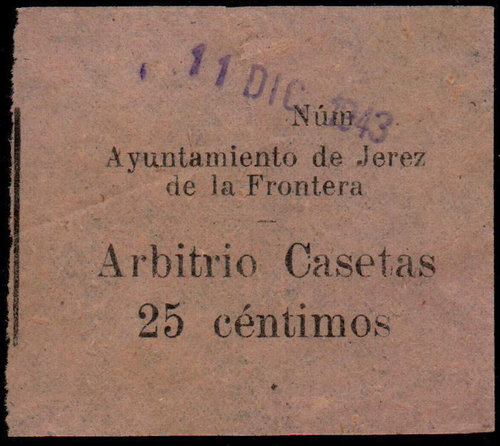 11 DIC 1943
Núm
Ayuntamiento de Jerez
de la Frontera
Arbitrio Casetas
25 céntimos